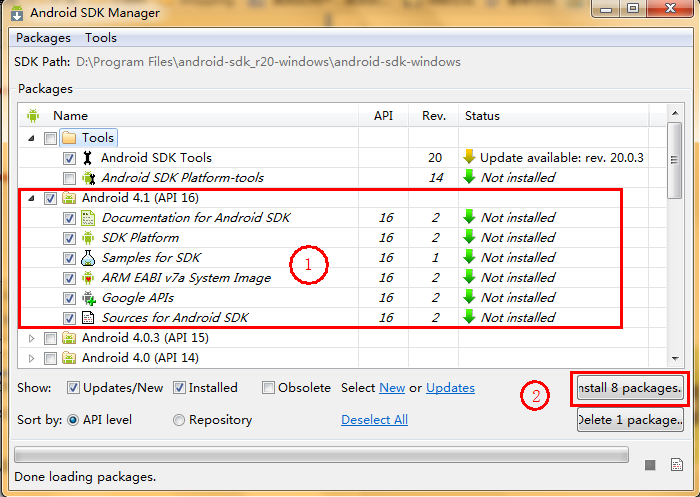 Android SDK Manager
Packages Tools
SDK Path: D:\Program Files\android-sdk_r20-windows\android-sdk-windows
Packages
Name API Rev. Status
Tools
Android SDK Tools 20 Update available: rev. 20.0.3
Android SDK Platform-tools 14 Not installed
Android 4.1 (API 16)
Documentation for Android SDK 16 2 Not installed
SDK Platform 16 2 Not installed
Samples for SDK 16 1 Not installed
ARM EABI v7a System Image 16 2 Not installed
Google APIs 16 2 Not installed
Sources for Android SDK 16 2 Not installed
1
Android 4.0.3 (API 15)
Android 4.0 (API 14)
Show: Updates/New Installed Obsolete Select New or Updates
2
nstall 8 packages..
Sort by: API level Repository Deselect All
Delete 1 package..
Done loading packages.